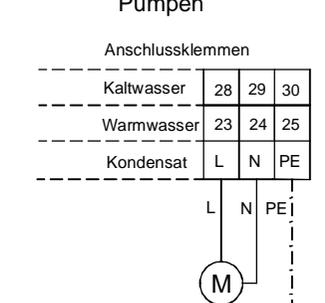 Pumpen
Anschlussklemmen
Kaltwasser 28 29 30
Warmwasser 23 24 25
Kondensat L N PE
L N PE
M